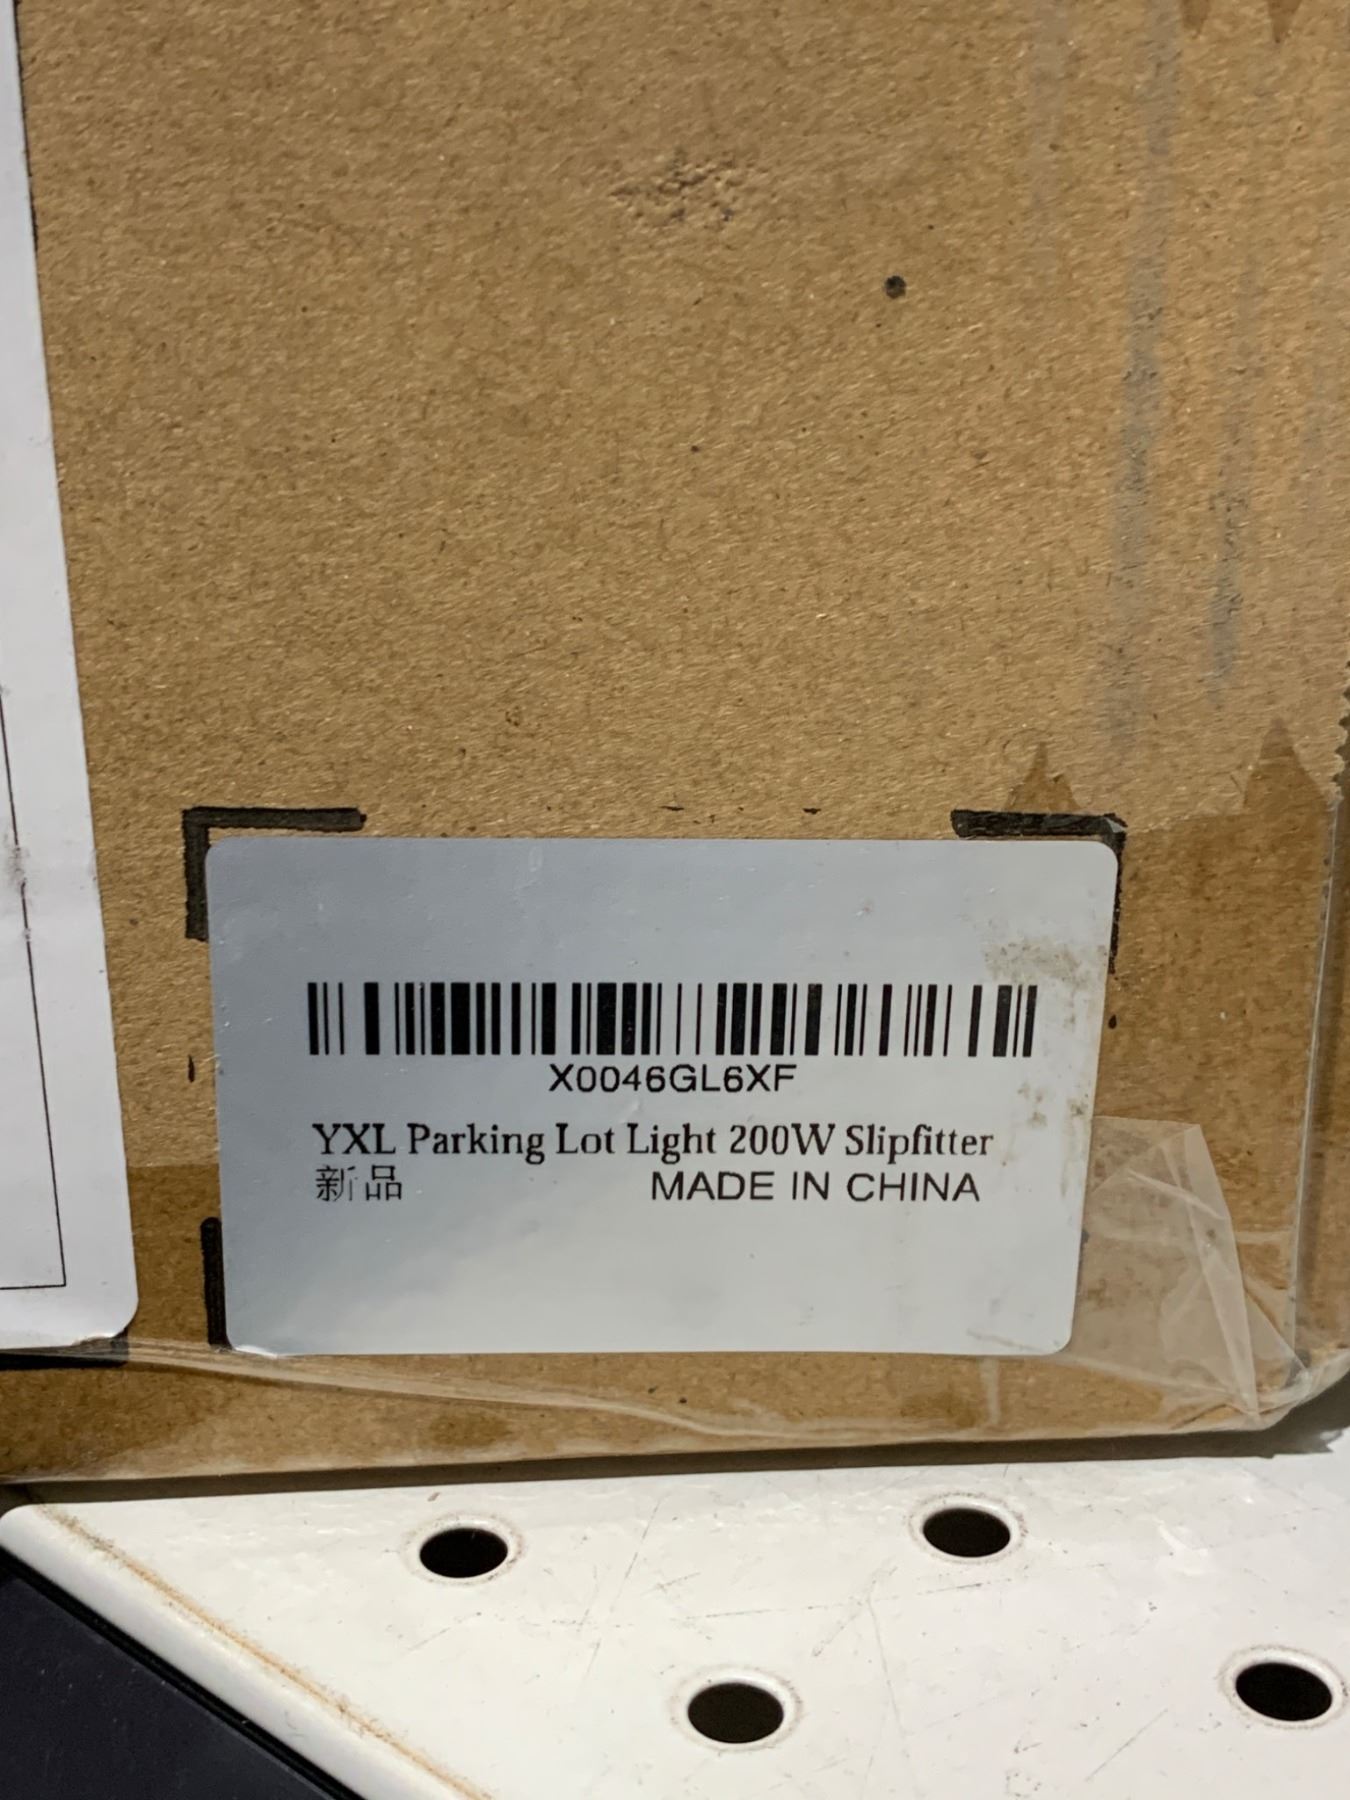 X0046GL6XF
YXL Parking Lot Light 200W Slipfitter
新品 MADE IN CHINA